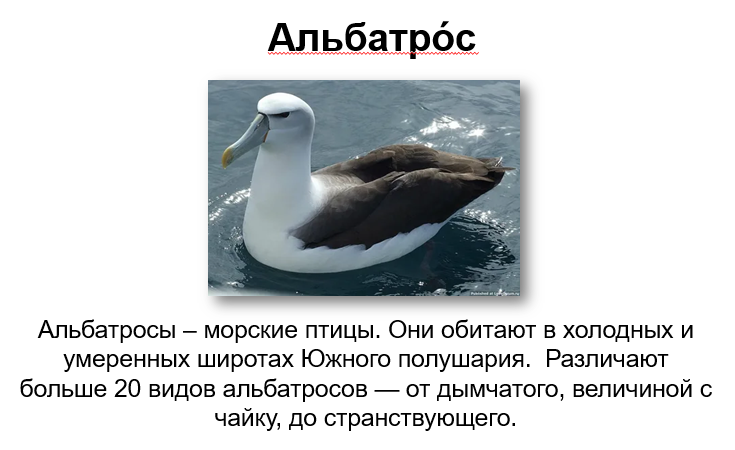 Альбатро́с
Альбатросы – морские птицы. Они обитают в холодных и
умеренных широтах Южного полушария.  Различают
больше 20 видов альбатросов — от дымчатого, величиной с
чайку, до странствующего.